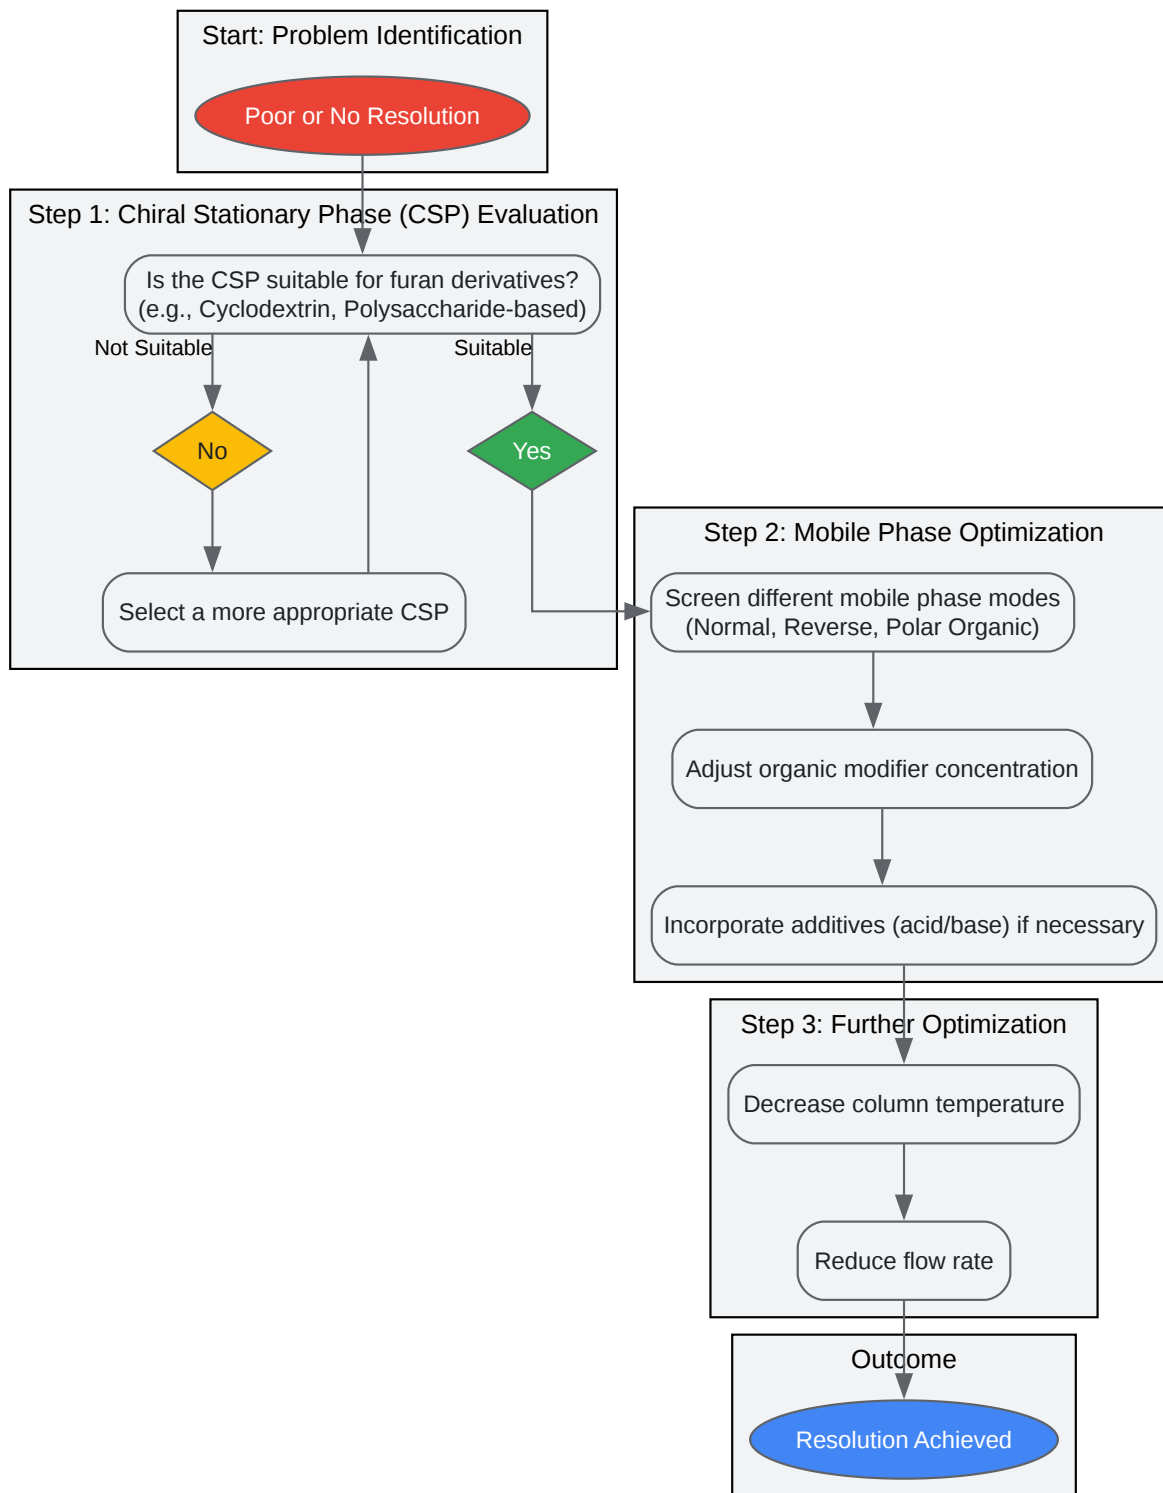 Start: Problem Identification
Poor or No Resolution
Step 1: Chiral Stationary Phase (CSP) Evaluation
Is the CSP suitable for furan derivatives?
(e.g., Cyclodextrin, Polysaccharide-based)
Not Suitable
Suitable
No
Yes
Select a more appropriate CSP
Step 2: Mobile Phase Optimization
Screen different mobile phase modes
(Normal, Reverse, Polar Organic)
Adjust organic modifier concentration
Incorporate additives (acid/base) if necessary
Step 3: Further Optimization
Decrease column temperature
Reduce flow rate
Outcome
Resolution Achieved